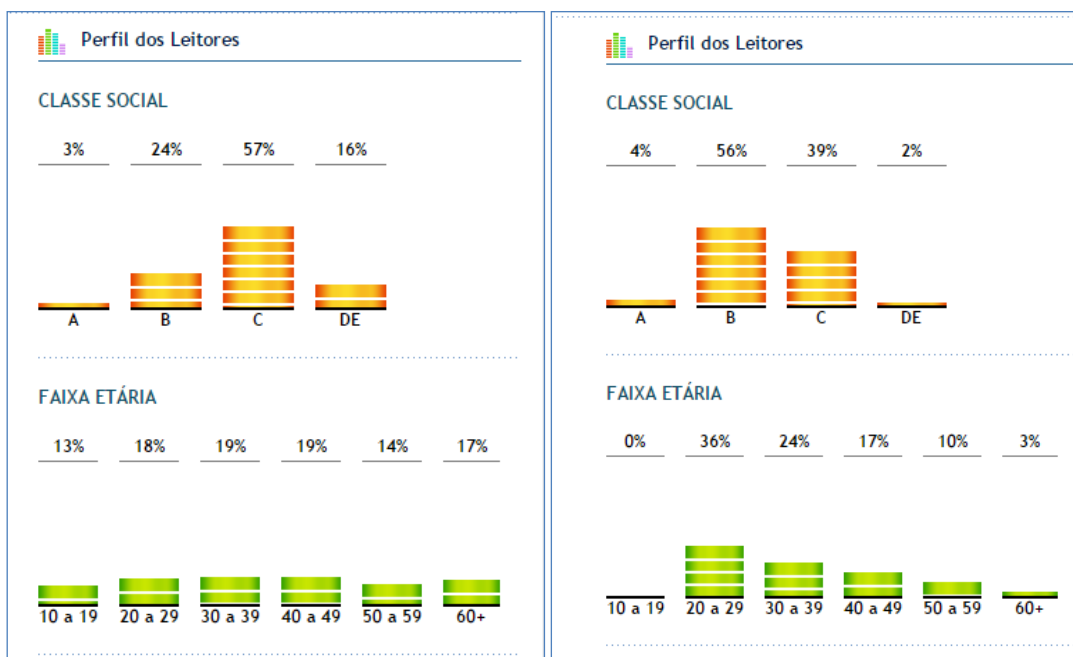 Perfil dos Leitores
CLASSE SOCIAL
3% 24% 57% 16%
A B C DE
FAIXA ETÁRIA
13% 18% 19% 19% 14% 17%
10 a 19 20 a 29 30 a 39 40 a 49 50 a 59 60+
Perfil dos Leitores
CLASSE SOCIAL
4% 56% 39% 2%
A B C DE
FAIXA ETÁRIA
0% 36% 24% 17% 10% 3%
10 a 19 20 a 29 30 a 39 40 a 49 50 a 59 60+